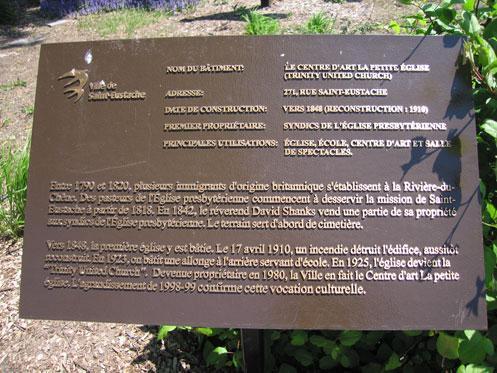 Ville de
Saint-Eustache
NOM DU BÂTIMENT: LE CENTRE D'ART LA PETITE ÉGLISE
(TRINITY UNITED CHURCH)
ADRESSE: 271, RUE SAINT-EUSTACHE
DATE DE CONSTRUCTION: VERS 1848 (RECONSTRUCTION : 1910)
PREMIER PROPRIÉTAIRE: SYNDICS DE L'ÉGLISE PRESBYTÉRIENNE
PRINCIPALES UTILISATIONS: ÉGLISE, ÉCOLE, CENTRE D'ART ET SALLE
DE SPECTACLES.
Entre 1790 et 1820, plusieurs immigrants d'origine britannique s'établissent à la Rivière-du-
Chêne. Des pasteurs de l'Église presbytérienne commencent à desservir la mission de Saint-
Eustache à partir de 1818. En 1842, le révérend David Shanks vend une partie de sa propriété
aux syndics de l'Église presbytérienne. Le terrain sert d'abord de cimetière.
Vers 1848, la première église y est bâtie. Le 17 avril 1910, un incendie détruit l'édifice, aussitôt
reconstruit. En 1923, on bâtit une allonge à l'arrière servant d'école. En 1925, l'église devient la
"Trinity United Church". Devenue propriétaire en 1980, la Ville en fait le Centre d'art La petite
église. L'agrandissement de 1998-99 confirme cette vocation culturelle.